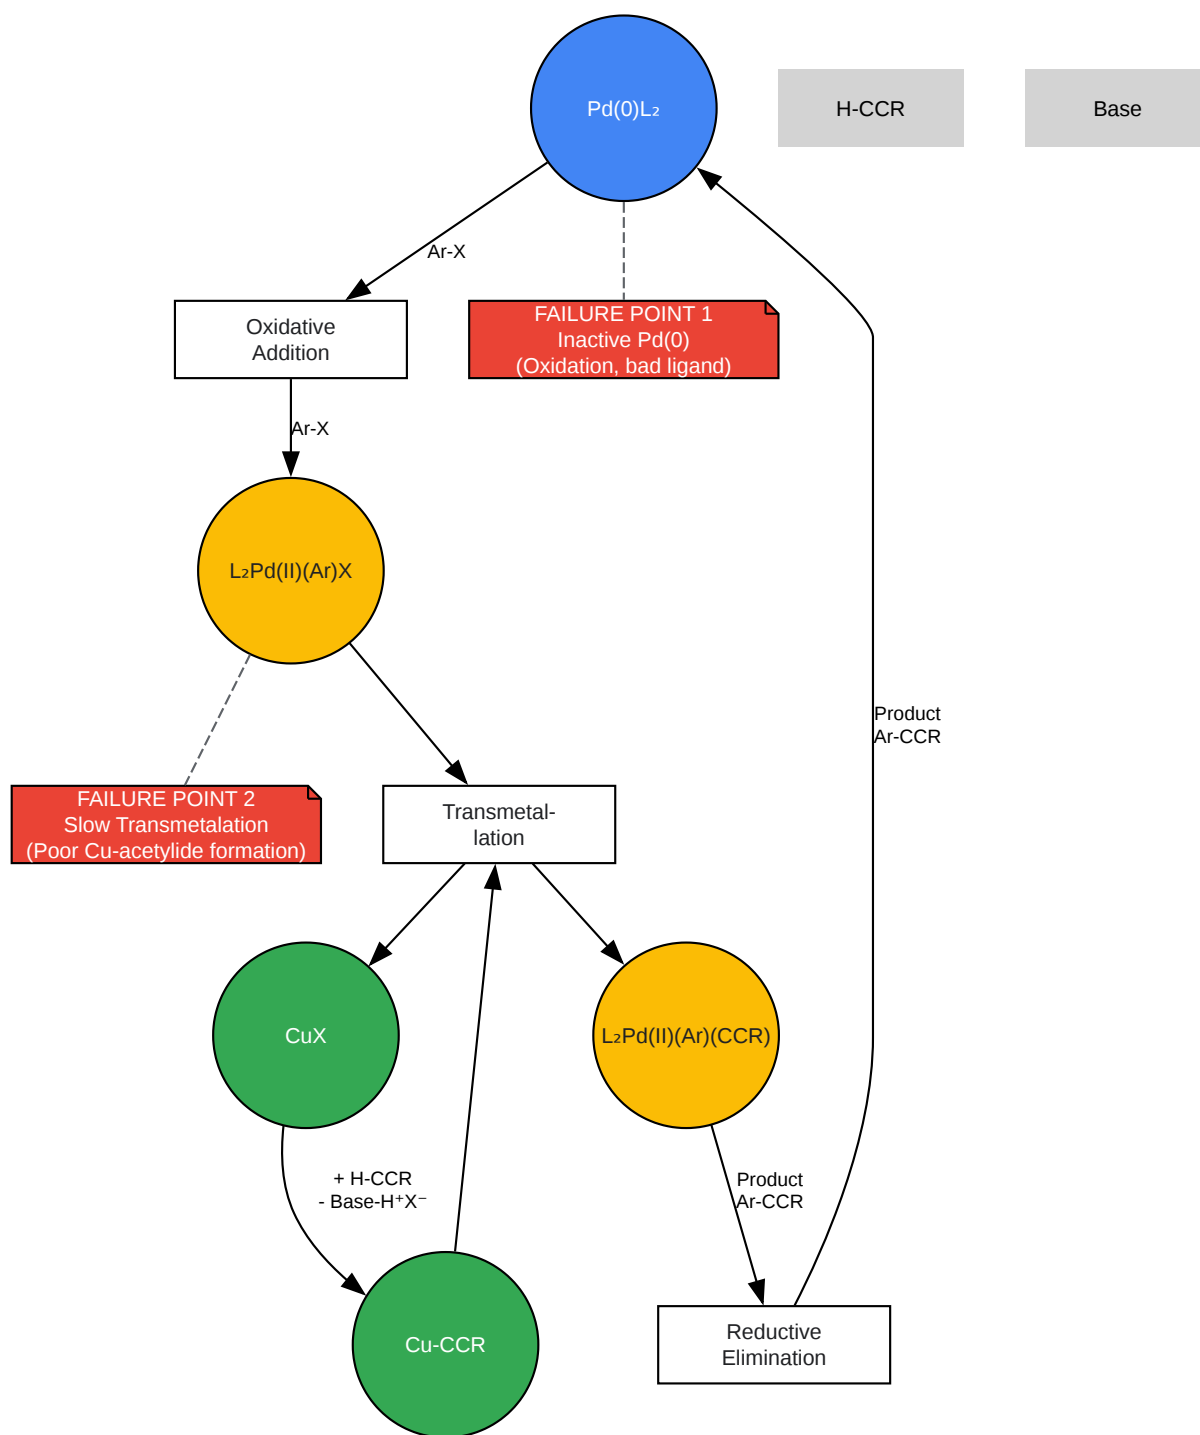 Pd(0)L₂
H-CCR
Base
Ar-X
Oxidative
Addition
FAILURE POINT 1
Inactive Pd(0)
(Oxidation, bad ligand)
Ar-X
L₂Pd(II)(Ar)X
Product
Ar-CCR
FAILURE POINT 2
Slow Transmetalation
(Poor Cu-acetylide formation)
Transmetal-
lation
CuX
L₂Pd(II)(Ar)(CCR)
+ H-CCR
- Base-H⁺X⁻
Product
Ar-CCR
Cu-CCR
Reductive
Elimination